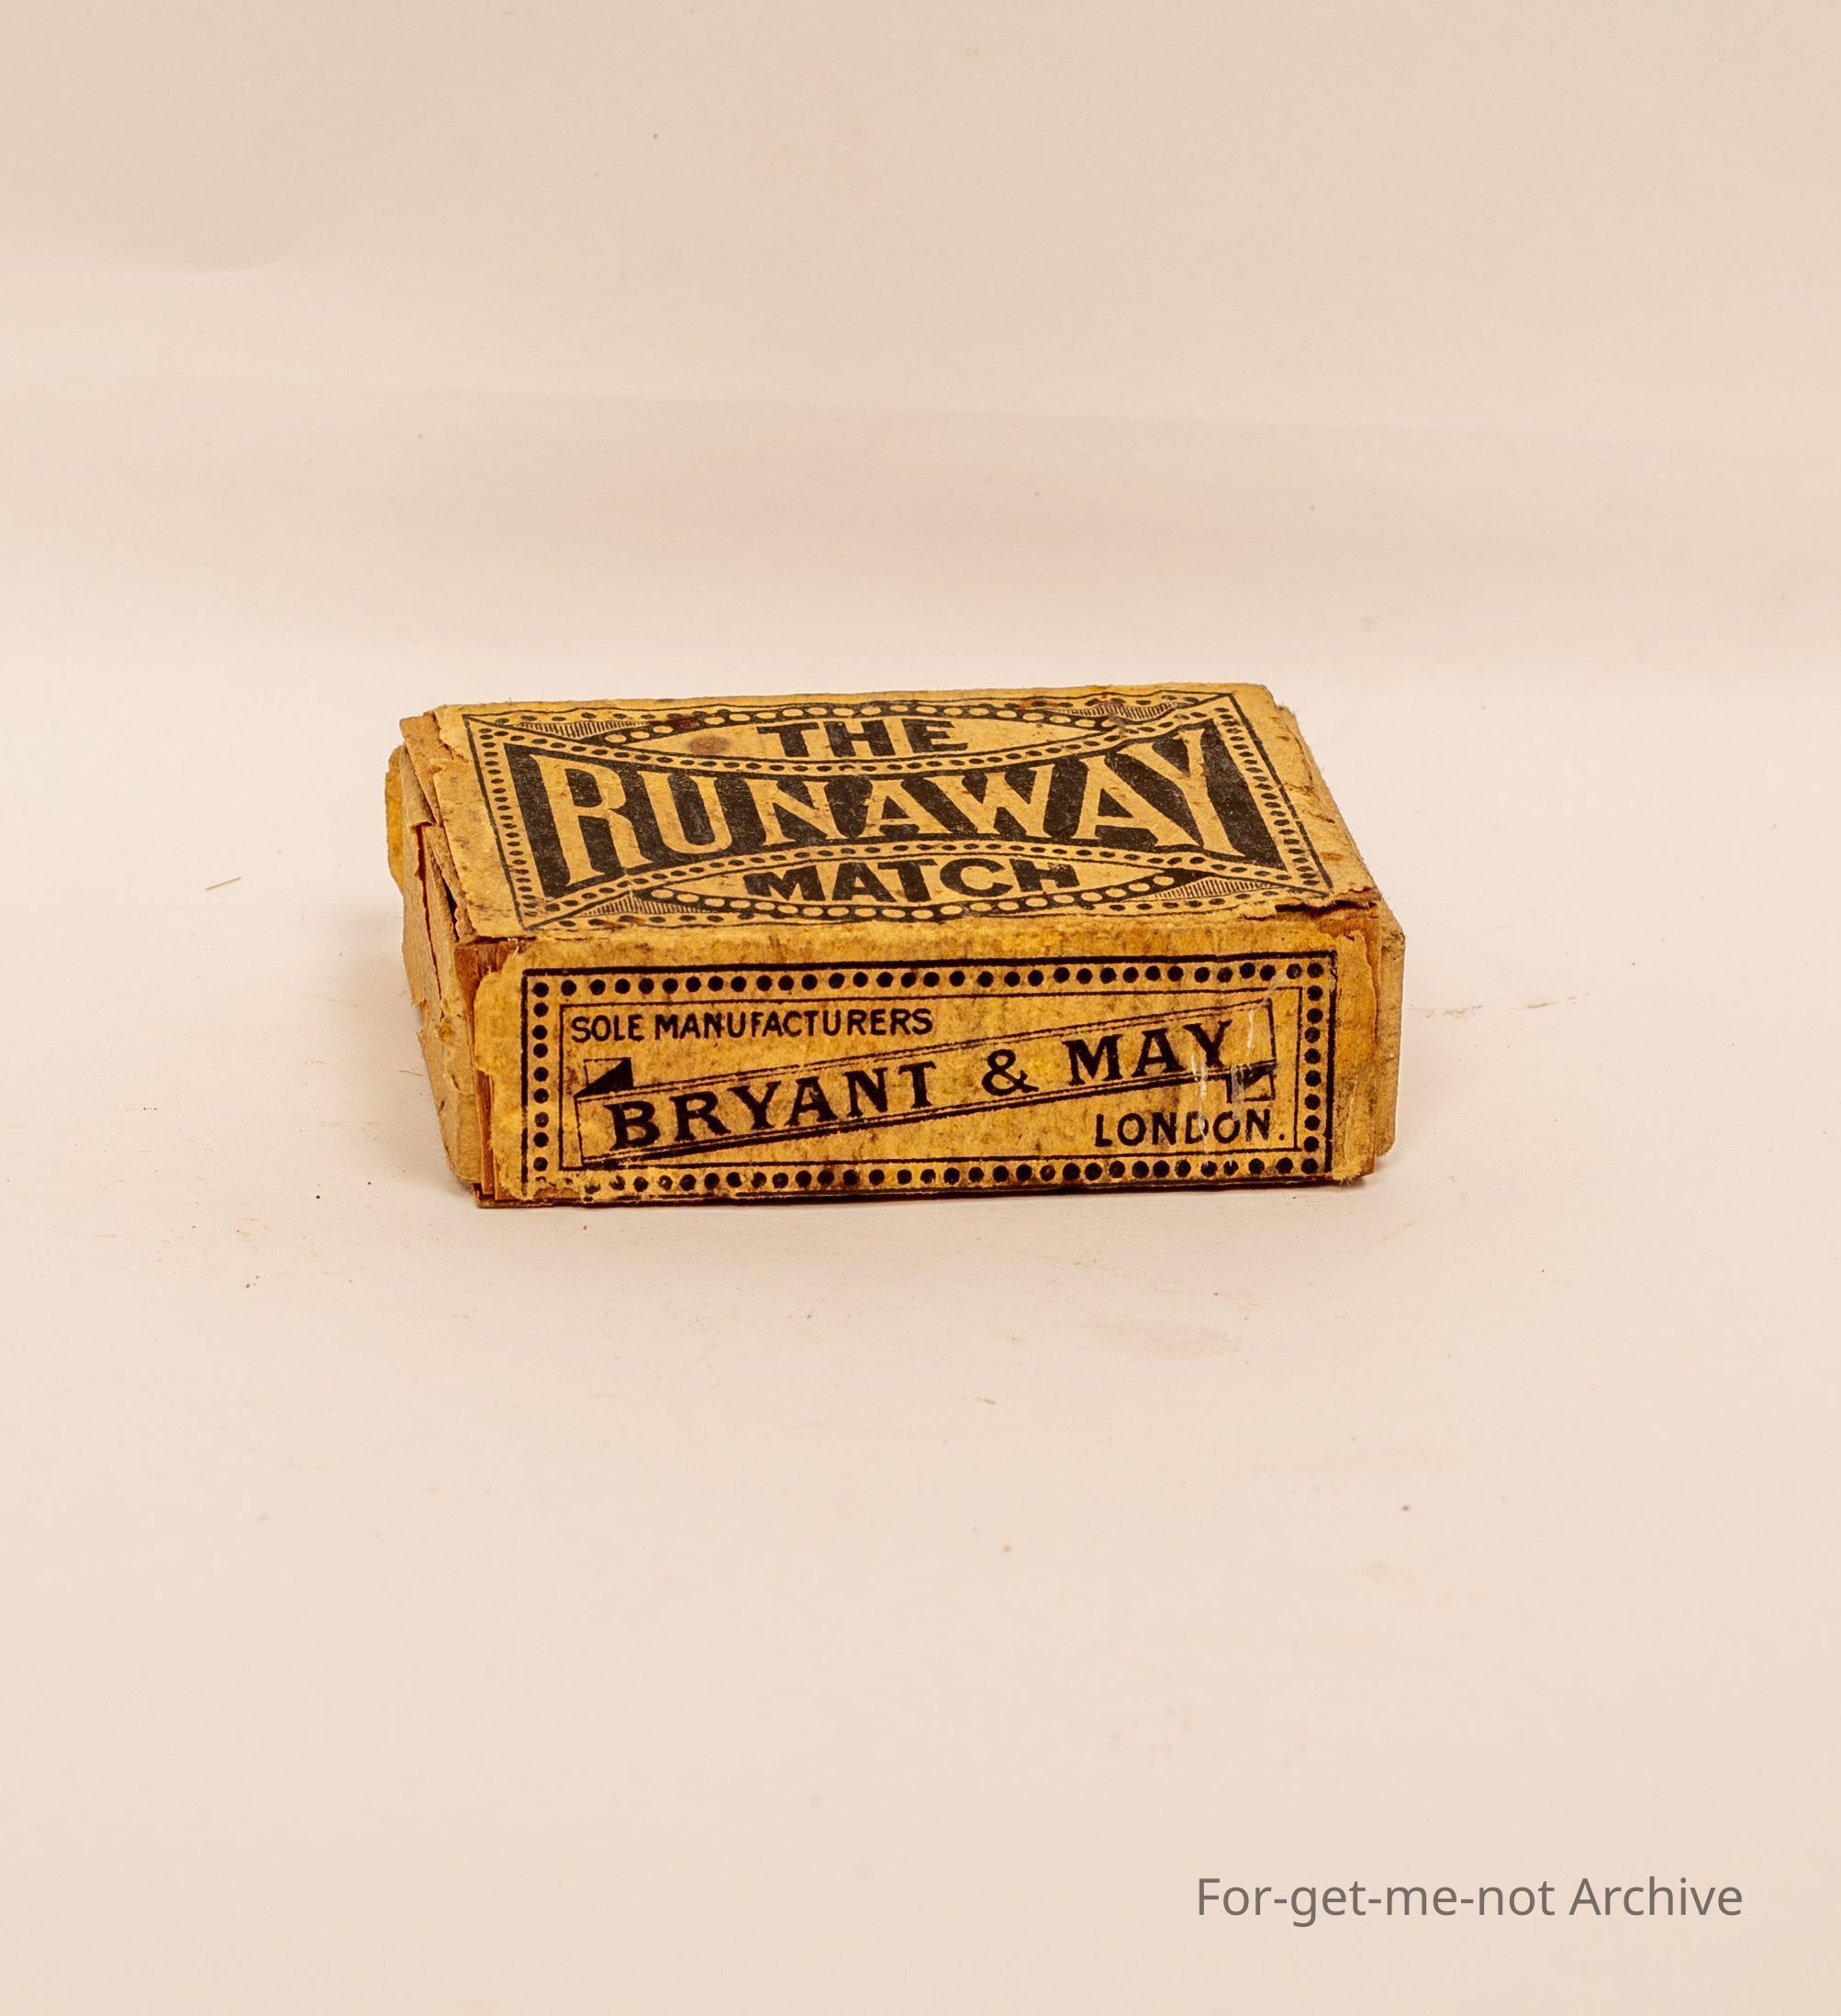 THE
RUNAWAY
MATCH
SOLE MANUFACTURERS
BRYANT & MAY
LONDON.
For-get-me-not Archive